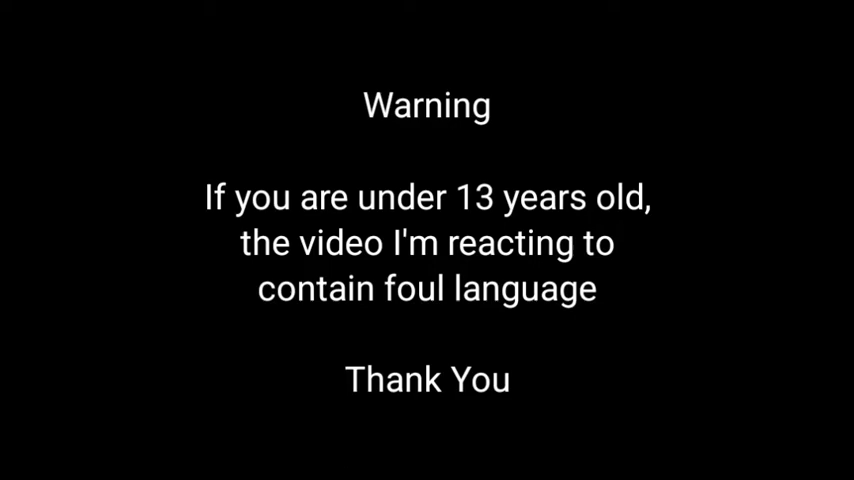 Warning
If you are under 13 years old,
the video I'm reacting to
contain foul language
Thank You